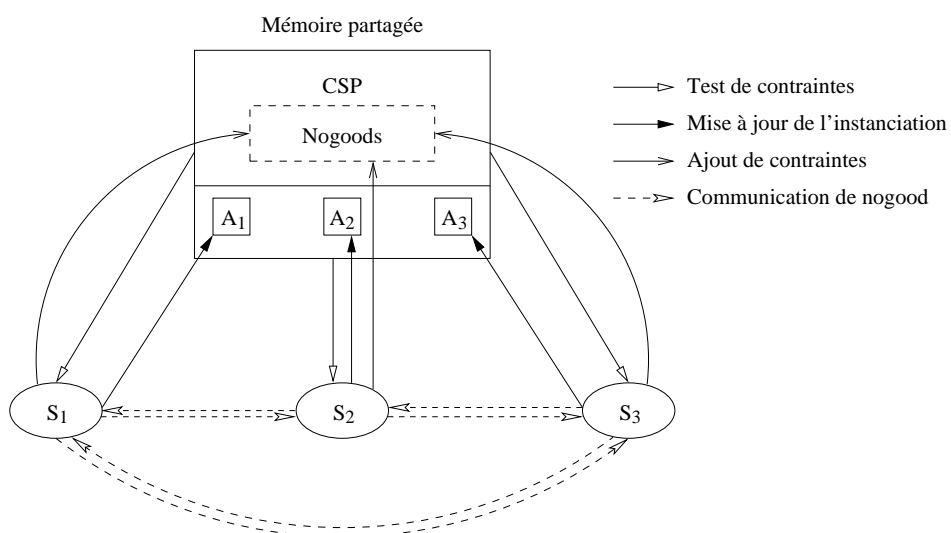 Mémoire partagée
CSP
Nogoods
A1
A2
A3
S1
S2
S3
Test de contraintes
Mise à jour de l'instanciation
Ajout de contraintes
Communication de nogood